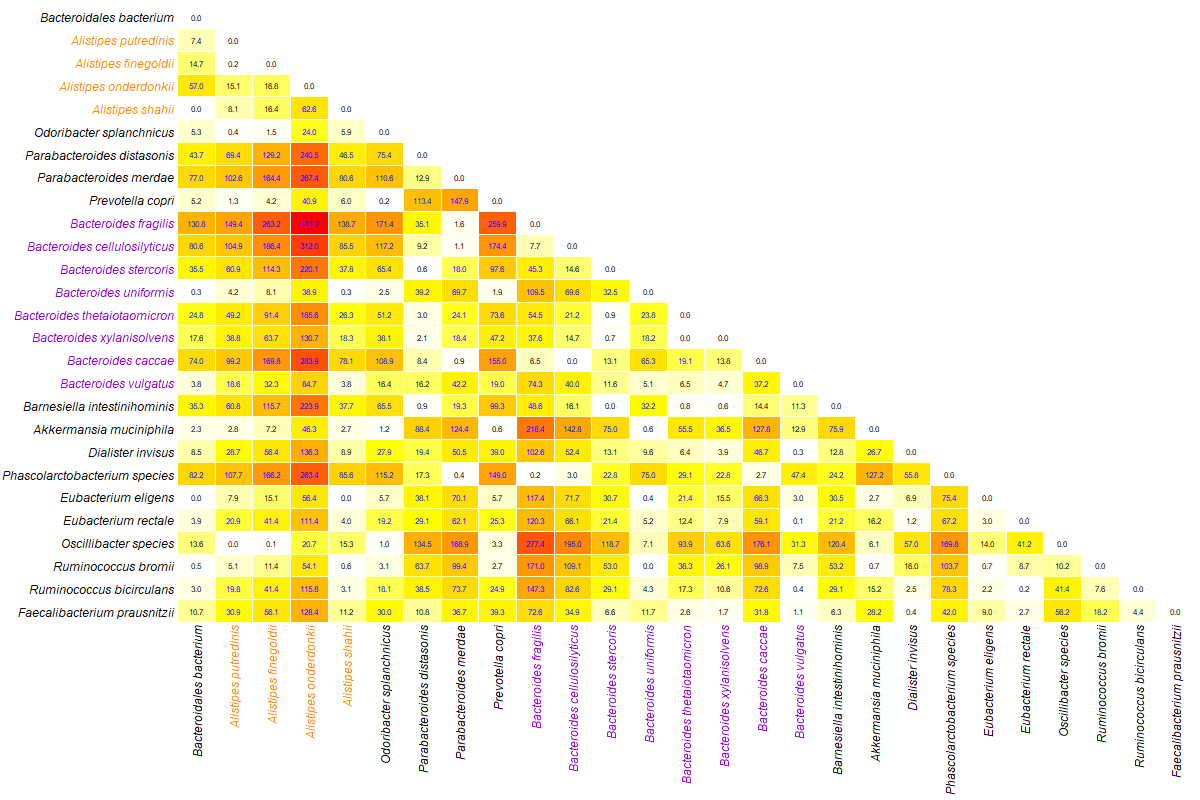 Bacteroidales bacterium 0.0
Alistipes putredinis 7.4 0.0
Alistipes finegoldii 14.7 0.2 0.0
Alistipes onderdonkii 57.0 15.1 16.8 0.0
Alistipes shahii 0.0 8.1 16.4 62.6 0.0
Odoribacter splanchnicus 5.3 0.4 1.5 24.0 5.9 0.0
Parabacteroides distasonis 43.7 69.4 129.2 240.5 46.5 75.4 0.0
Parabacteroides merdae 77.0 102.6 164.4 267.4 80.6 110.6 12.9 0.0
Prevotella copri 5.2 1.3 4.2 40.9 6.0 0.2 113.4 147.9 0.0
Bacteroides fragilis 130.8 149.4 283.2 138.7 171.4 35.1 1.6 259.9 0.0
Bacteroides cellulosilyticus 80.6 104.9 186.4 312.0 85.5 117.2 9.2 1.1 174.4 7.7 0.0
Bacteroides stercoris 35.5 60.9 114.3 220.1 37.8 65.4 0.6 18.0 97.6 45.3 14.6 0.0
Bacteroides uniformis 0.3 4.2 8.1 38.9 0.3 2.5 39.2 69.7 1.9 109.5 69.6 32.5 0.0
Bacteroides thetaiotaomicron 24.8 49.2 91.4 185.6 26.3 51.2 3.0 24.1 73.6 54.5 21.2 0.9 23.8 0.0
Bacteroides xylanisolvens 17.6 38.8 63.7 130.7 18.3 38.1 2.1 18.4 47.2 37.6 14.7 0.7 18.2 0.0 0.0
Bacteroides caccae 74.0 99.2 169.8 283.9 78.1 108.9 8.4 0.9 155.0 6.5 0.0 13.1 65.3 19.1 13.8 0.0
Bacteroides vulgatus 3.8 18.6 32.3 84.7 3.8 16.4 16.2 42.2 19.0 74.3 40.0 11.6 5.1 6.5 4.7 37.2 0.0
Barnesiella intestinihominis 35.3 60.8 115.7 223.9 37.7 65.5 0.9 19.3 99.3 48.6 16.1 0.0 32.2 0.8 0.6 14.4 11.3 0.0
Akkermansia muciniphila 2.3 2.8 7.2 46.3 2.7 1.2 88.4 124.4 0.6 218.4 142.8 75.0 0.6 55.5 36.5 127.8 12.9 75.9 0.0
Dialister invisus 8.5 28.7 56.4 136.3 8.9 27.9 19.4 50.5 39.0 102.6 52.4 13.1 9.6 6.4 3.9 46.7 0.3 12.8 26.7 0.0
Phascolarctobacterium species 82.2 107.7 166.2 263.4 85.6 115.2 17.3 0.4 149.0 0.2 3.0 22.8 75.0 29.1 22.8 2.7 47.4 24.2 127.2 55.8 0.0
Eubacterium eligens 0.0 7.9 15.1 56.4 0.0 5.7 38.1 70.1 5.7 117.4 71.7 30.7 0.4 21.4 15.5 66.3 3.0 30.5 2.7 6.9 75.4 0.0
Eubacterium rectale 3.9 20.9 41.4 111.4 4.0 19.2 29.1 62.1 25.3 120.3 66.1 21.4 5.2 12.4 7.9 59.1 0.1 21.2 16.2 1.2 67.2 3.0 0.0
Oscillibacter species 13.6 0.0 0.1 20.7 15.3 1.0 134.5 168.9 3.3 277.4 195.0 118.7 7.1 93.9 63.6 176.1 31.3 120.4 6.1 57.0 169.8 14.0 41.2 0.0
Ruminococcus bromii 0.5 5.1 11.4 54.1 0.6 3.1 63.7 99.4 2.7 171.0 109.1 53.0 0.0 38.3 26.1 98.9 7.5 53.2 0.7 16.0 103.7 0.7 8.7 10.2 0.0
Ruminococcus bicirculans 3.0 19.8 41.4 115.8 3.1 18.1 38.5 73.7 24.9 147.3 82.6 29.1 4.3 17.3 10.6 72.6 0.4 29.1 15.2 2.5 78.3 2.2 0.2 41.4 7.6 0.0
Faecalibacterium prausnitzii 10.7 30.9 56.1 128.4 11.2 30.0 10.8 36.7 39.3 72.6 34.9 6.6 11.7 2.6 1.7 31.8 1.1 6.3 28.2 0.4 42.0 9.0 2.7 56.2 18.2 4.4 0.0
Bacteroidales bacterium
Alistipes putredinis
Alistipes finegoldii
Alistipes onderdonkii
Alistipes shahii
Odoribacter splanchnicus
Parabacteroides distasonis
Parabacteroides merdae
Prevotella copri
Bacteroides fragilis
Bacteroides cellulosilyticus
Bacteroides stercoris
Bacteroides uniformis
Bacteroides thetaiotaomicron
Bacteroides xylanisolvens
Bacteroides caccae
Bacteroides vulgatus
Barnesiella intestinihominis
Akkermansia muciniphila
Dialister invisus
Phascolarctobacterium species
Eubacterium eligens
Eubacterium rectale
Oscillibacter species
Ruminococcus bromii
Ruminococcus bicirculans
Faecalibacterium prausnitzii